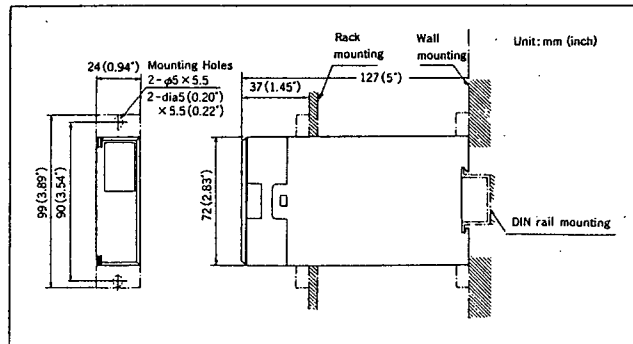 Unit: mm (inch)
Rack
mounting
Wall
mounting
24 (0.94")
Mounting Holes
2-φ5×5.5
2-dia5(0.20")
×5.5(0.22")
127 (5")
37 (1.45")
99 (3.89")
90 (3.54")
72 (2.83")
DIN rail mounting